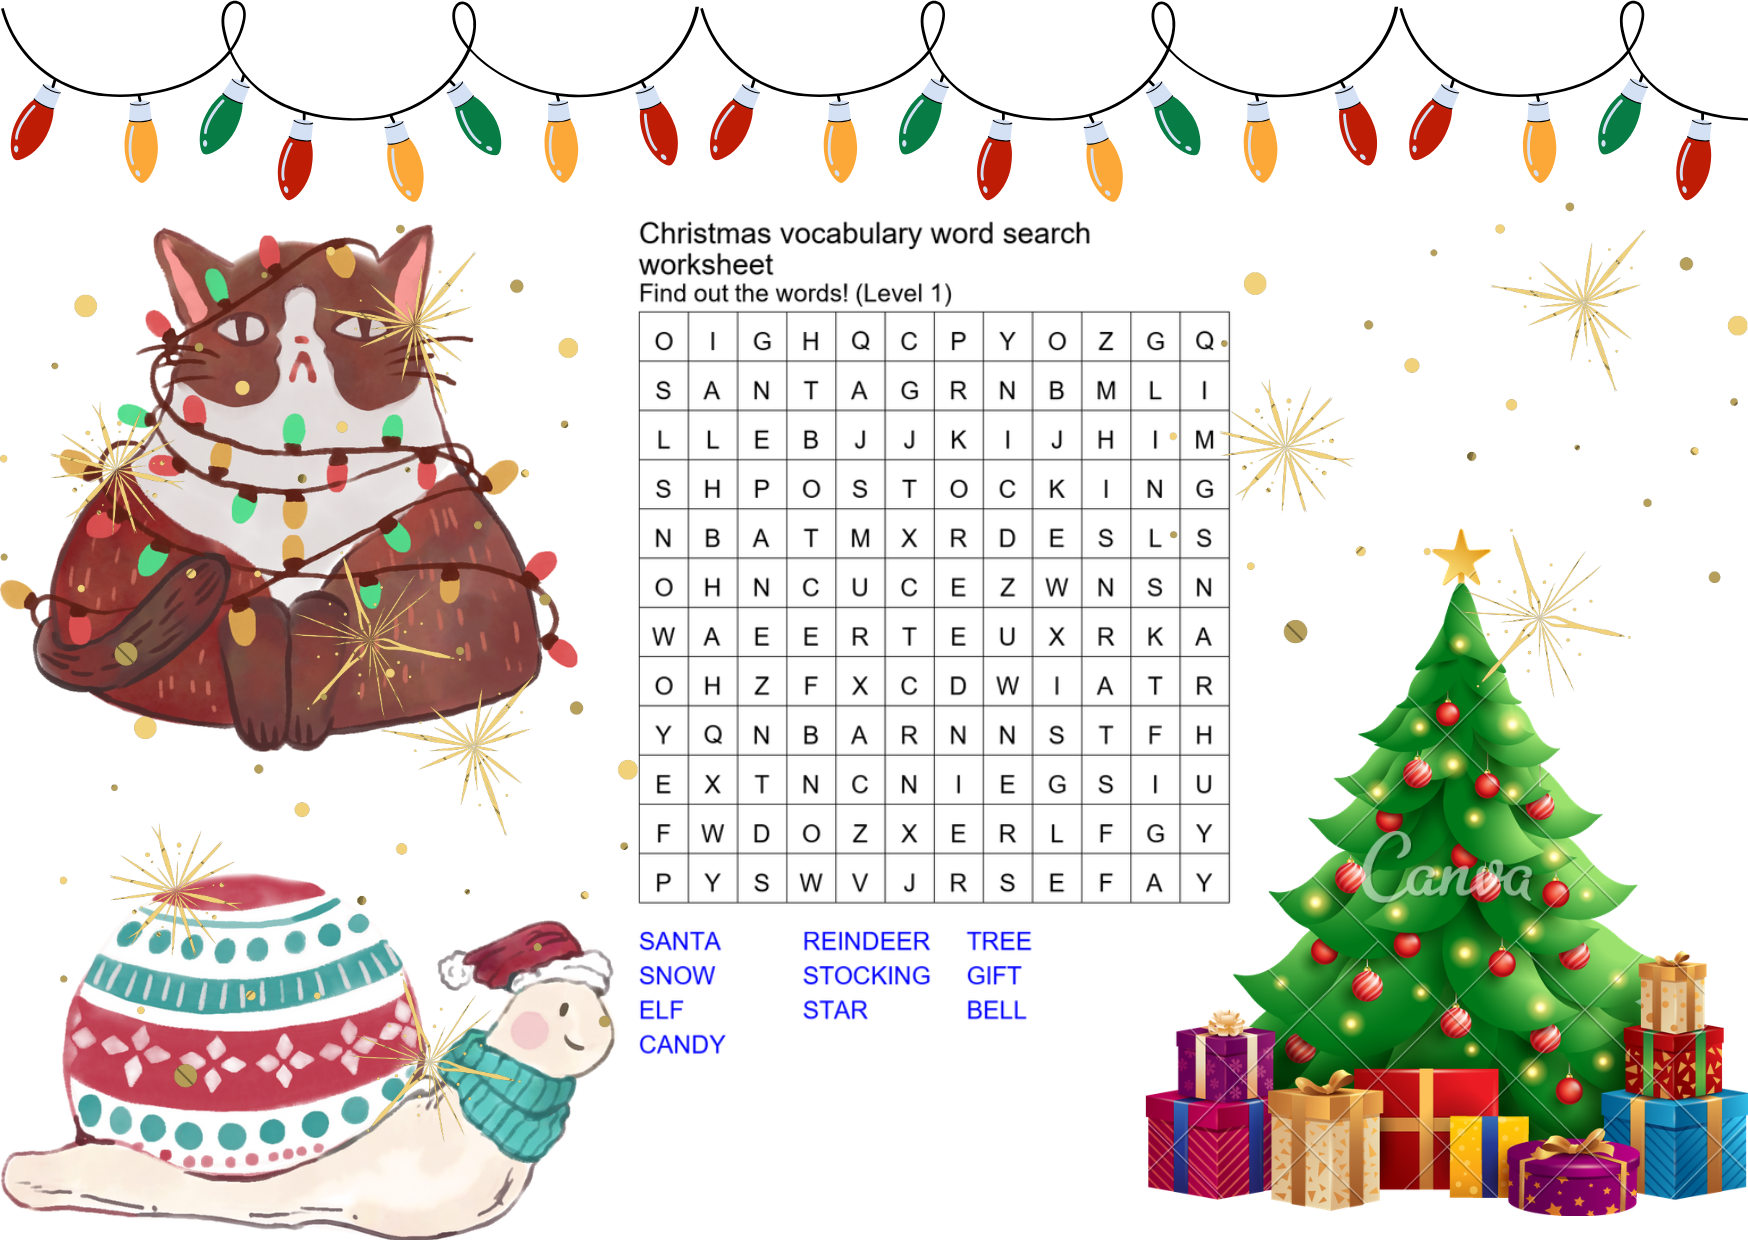 Christmas vocabulary word search
worksheet
Find out the words! (Level 1)
O I G H Q C P Y O Z G Q
S A N T A G R N B M L I
L L E B J J K I J H I M
S H P O S T O C K I N G
N B A T M X R D E S L S
O H N C U C E Z W N S N
W A E E R T E U X R K A
O H Z F X C D W I A T R
Y Q N B A R N N S T F H
E X T N C N I E G S I U
F W D O Z X E R L F G Y
P Y S W V J R S E F A Y
SANTA REINDEER TREE
SNOW STOCKING GIFT
ELF STAR BELL
CANDY
Canva